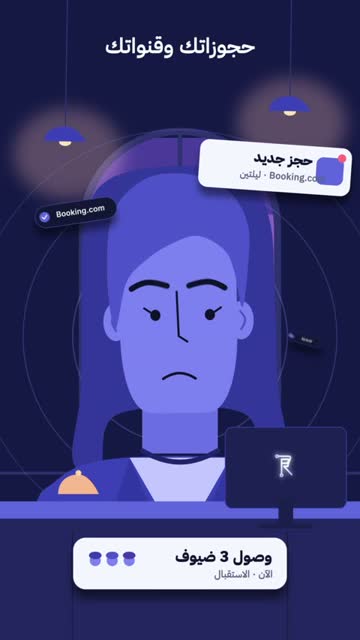 حجوزاتك وقنواتك
حجز جديد
Booking.com · ليلتين
Booking.com
وصول 3 ضيوف
الآن · الاستقبال